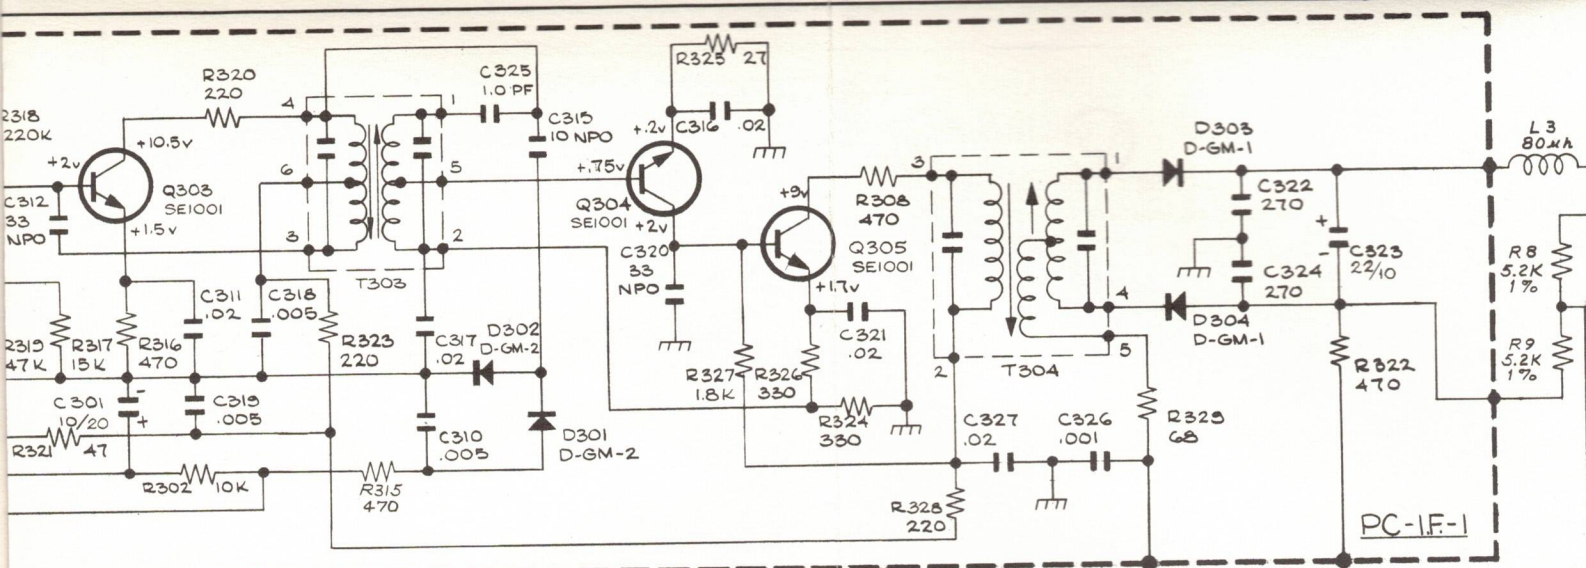 R318
220K
+2v
C312
33
NPO
R320
220
+10.5v
Q303
SE1001
+1.5v
4
6
3
1
5
2
T303
C325
1.0 PF
C315
10 NPO
R325 27
C316 .02
+.2v
+.75v
Q304
SE1001
+2v
C320
33
NPO
+9v
R308
470
Q305
SE1001
+1.7v
C321
.02
3
2
1
4
5
T304
D303
D-GM-1
D304
D-GM-1
C322
270
C324
270
+
-
C323
22/10
L3
80µh
R8
5.2K
1%
R9
5.2K
1%
R319
47K
R317
15K
R316
470
C311
.02
C318
.005
R323
220
C317
.02
D302
D-GM-2
R327
1.8K
R326
330
R324
330
R322
470
C301
10/20
-
+
C319
.005
R321 47
C310
.005
D301
D-GM-2
C327
.02
C326
.001
R329
68
R302 10K
R315
470
R328
220
PC-I.F.-1